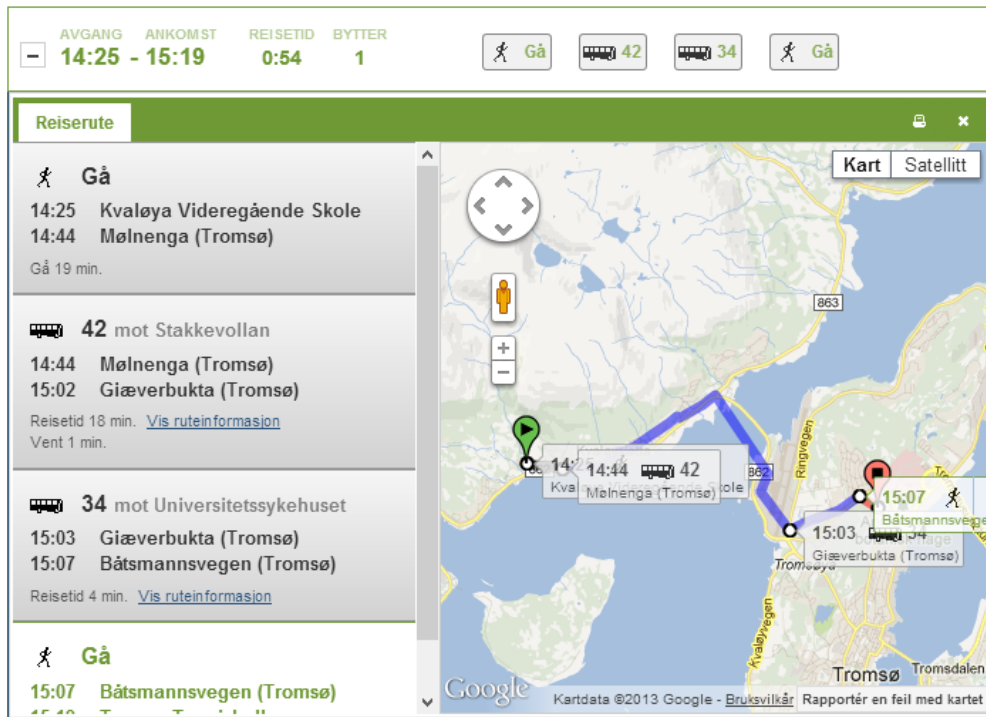 AVGANG ANKOMST REISETID BYTTER
14:25 - 15:19 0:54 1
Gå 42 34 Gå
Reiserute
Gå
14:25 Kvaløya Videregående Skole
14:44 Mølnenga (Tromsø)
Gå 19 min.
42 mot Stakkevollan
14:44 Mølnenga (Tromsø)
15:02 Giæverbukta (Tromsø)
Reisetid 18 min. Vis ruteinformasjon
Vent 1 min.
34 mot Universitetssykehuset
15:03 Giæverbukta (Tromsø)
15:07 Båtsmannsvegen (Tromsø)
Reisetid 4 min. Vis ruteinformasjon
Gå
15:07 Båtsmannsvegen (Tromsø)
Kart Satellitt
863
Ringvegen
862
14:44 42
Mølnenga (Tromsø)
15:07
15:03 34
Giæverbukta (Tromsø)
Kvaløyvegen
Tromsø
Tromsdalen
Google
Kartdata ©2013 Google - Bruksvilkår Rapportér en feil med kartet